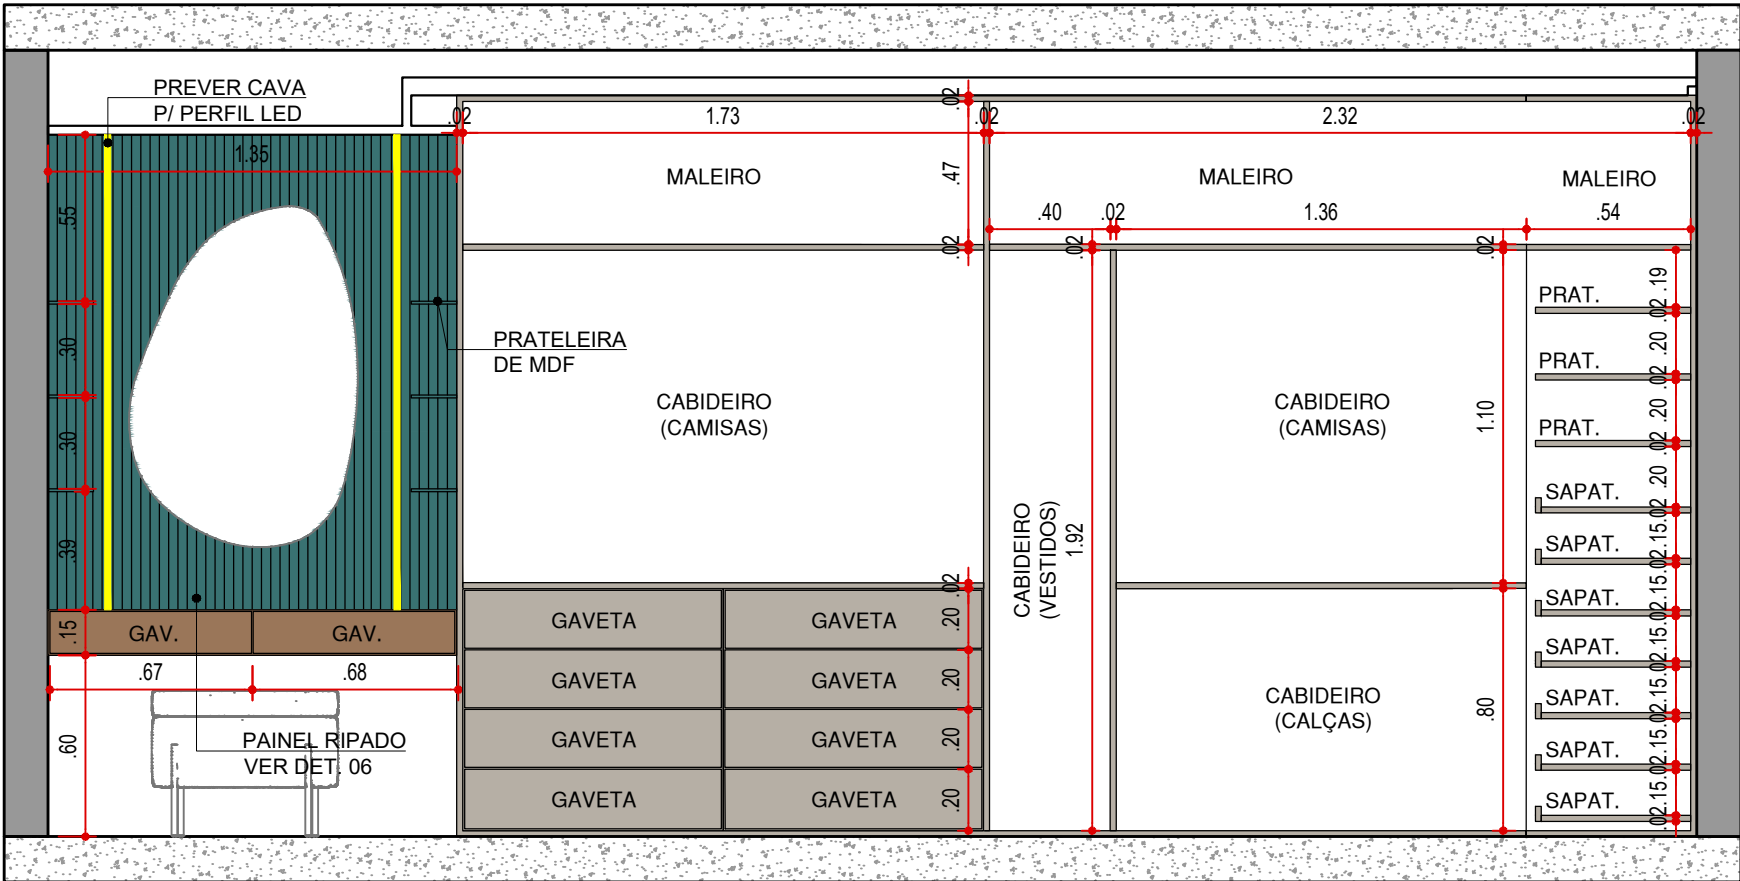 PREVER CAVA
P/ PERFIL LED
.02
1.73
.02
.02
2.32
.02
1.35
MALEIRO
.47
MALEIRO
MALEIRO
.40
.02
1.36
.54
.55
.02
.02
.02
.19
PRAT.
.02
PRATELEIRA
DE MDF
.30
.20
PRAT.
.02
CABIDEIRO
(CAMISAS)
CABIDEIRO
(CAMISAS)
1.10
.20
PRAT.
.02
.30
.20
SAPAT.
.02
CABIDEIRO
(VESTIDOS)
1.92
.39
.15
SAPAT.
.02
.02
.15
SAPAT.
.02
GAV.
GAV.
.15
GAVETA
GAVETA
.20
.15
SAPAT.
.02
.67
.68
GAVETA
GAVETA
.20
CABIDEIRO
(CALÇAS)
.80
.15
SAPAT.
.02
.60
PAINEL RIPADO
VER DET. 06
GAVETA
GAVETA
.20
.15
SAPAT.
.02
GAVETA
GAVETA
.20
.15
SAPAT.
.02
.15